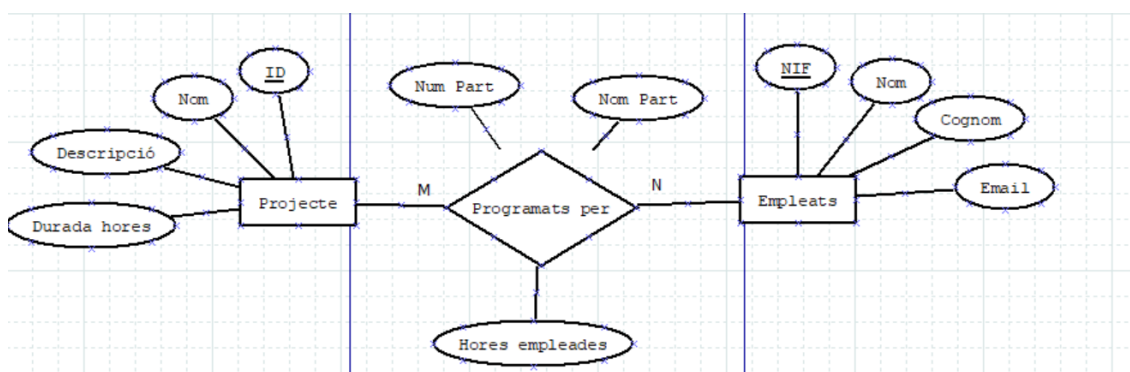 ID
NIF
Nom
Nom
Num Part
Nom Part
Cognom
Descripció
Email
M
N
Projecte
Programats per
Empleats
Durada hores
Hores empleades